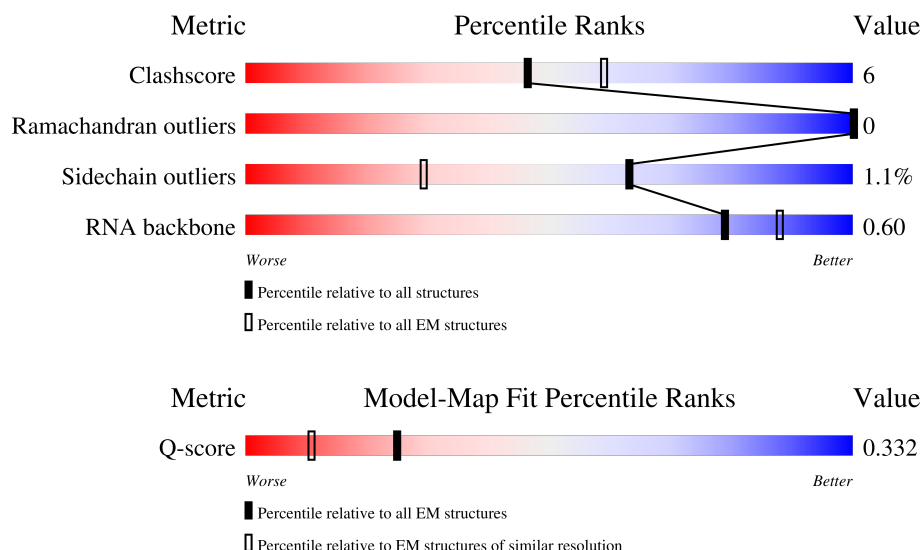 Metric Percentile Ranks Value
Clashscore 6
Ramachandran outliers 0
Sidechain outliers 1.1%
RNA backbone 0.60
Worse Better
Percentile relative to all structures
Percentile relative to all EM structures
Metric Model-Map Fit Percentile Ranks Value
Q-score 0.332
Worse Better
Percentile relative to all EM structures
Percentile relative to EM structures of similar resolution